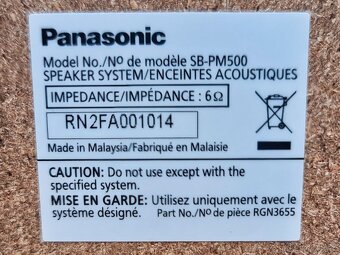 Panasonic
Model No./Nº de modèle SB-PM500
SPEAKER SYSTEM/ENCEINTES ACOUSTIQUES
IMPEDANCE/IMPÉDANCE : 6Ω
RN2FA001014
Made in Malaysia/Fabriqué en Malaisie
CAUTION: Do not use except with the
specified system.
MISE EN GARDE: Utilisez uniquement avec le
système désigné. Part No./Nº de pièce RGN3655